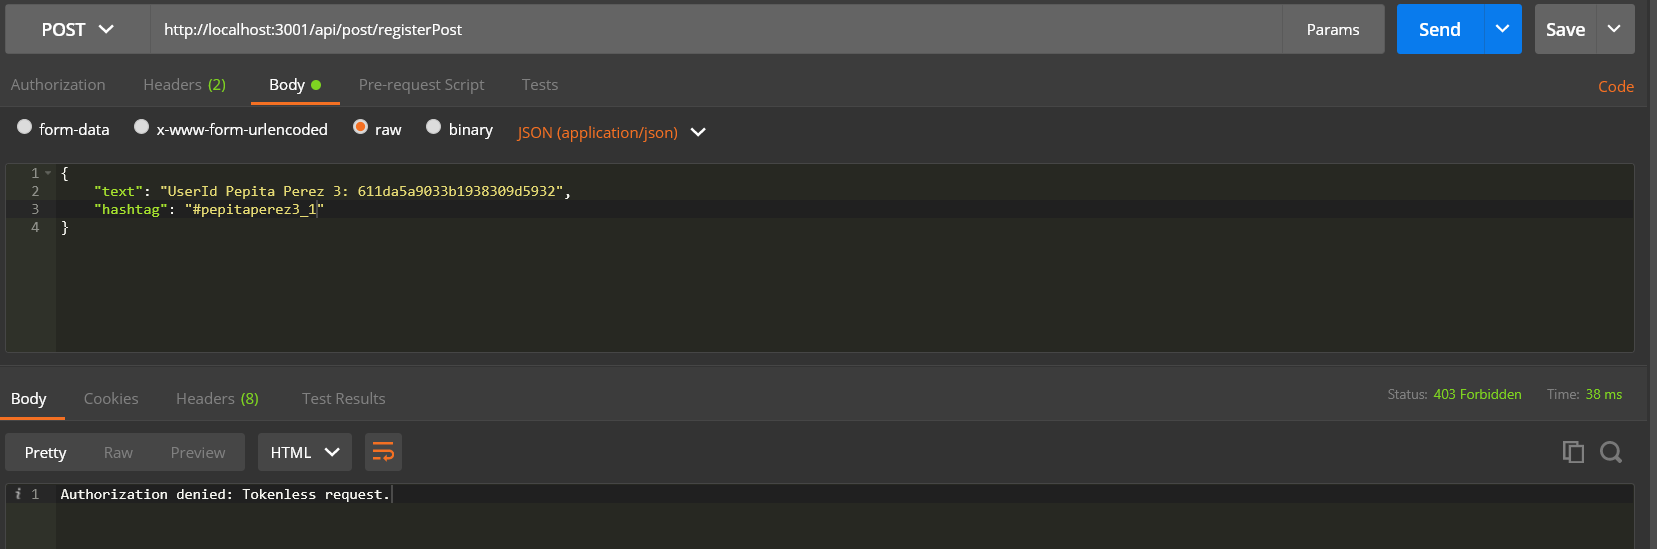 POST http://localhost:3001/api/post/registerPost Params Send Save
Authorization Headers (2) Body Pre-request Script Tests Code
form-data x-www-form-urlencoded raw binary JSON (application/json)
1 {
2 "text": "UserId Pepita Perez 3: 611da5a9033b1938309d5932",
3 "hashtag": "#pepitaperez3_1"
4 }
Body Cookies Headers (8) Test Results Status: 403 Forbidden Time: 38 ms
Pretty Raw Preview HTML
i 1 Authorization denied: Tokenless request.